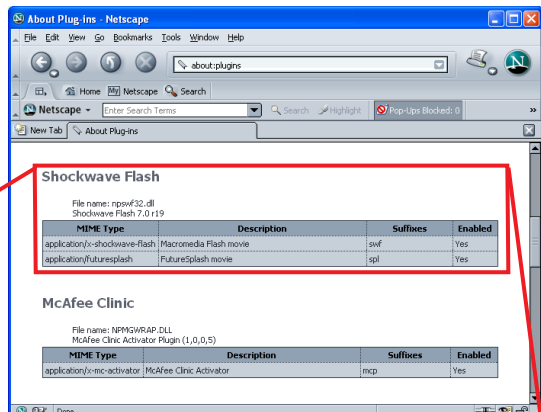 About Plug-ins - Netscape
File Edit View Go Bookmarks Tools Window Help
about:plugins
Home My Netscape Search
Netscape Enter Search Terms Search Highlight Pop-Ups Blocked: 0 »
New Tab About Plug-ins
Shockwave Flash
File name: npswf32.dll
Shockwave Flash 7.0 r19
MIME Type Description Suffixes Enabled
application/x-shockwave-flash Macromedia Flash movie swf Yes
application/futuresplash FutureSplash movie spl Yes
McAfee Clinic
File name: NPMGWRAP.DLL
McAfee Clinic Activator Plugin (1,0,0,5)
MIME Type Description Suffixes Enabled
application/x-mc-activator McAfee Clinic Activator mcp Yes
Done